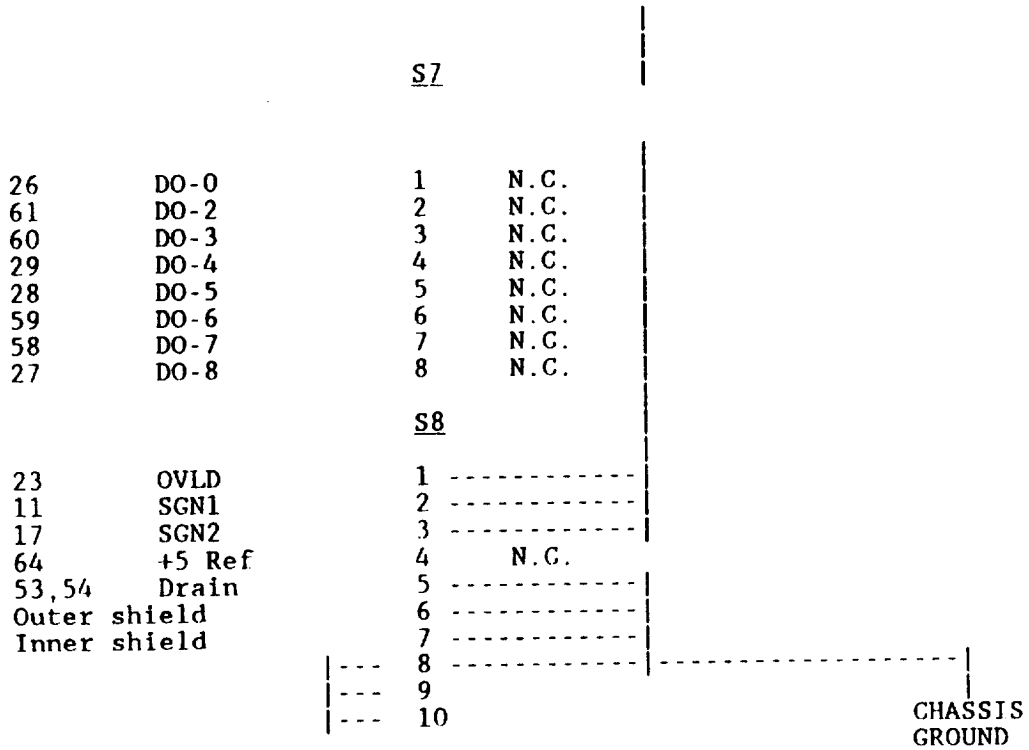 S7
26 DO-0 1 N.C.
61 DO-2 2 N.C.
60 DO-3 3 N.C.
29 DO-4 4 N.C.
28 DO-5 5 N.C.
59 DO-6 6 N.C.
58 DO-7 7 N.C.
27 DO-8 8 N.C.
S8
23 OVLD 1
11 SGN1 2
17 SGN2 3
64 +5 Ref 4 N.C.
53,54 Drain 5
Outer shield 6
Inner shield 7
8
9
10
CHASSIS
GROUND